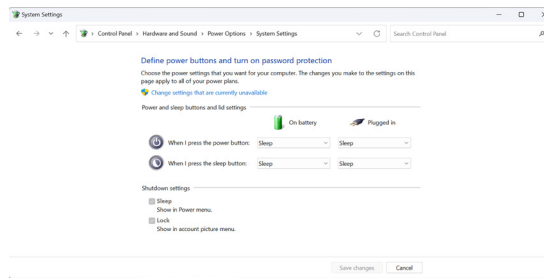 System Settings
Control Panel > Hardware and Sound > Power Options > System Settings
Search Control Panel
Define power buttons and turn on password protection
Choose the power settings that you want for your computer. The changes you make to the settings on this
page apply to all of your power plans.
Change settings that are currently unavailable
Power and sleep buttons and lid settings
On battery Plugged in
When I press the power button: Sleep Sleep
When I press the sleep button: Sleep Sleep
Shutdown settings
Sleep
Show in Power menu.
Lock
Show in account picture menu.
Save changes Cancel